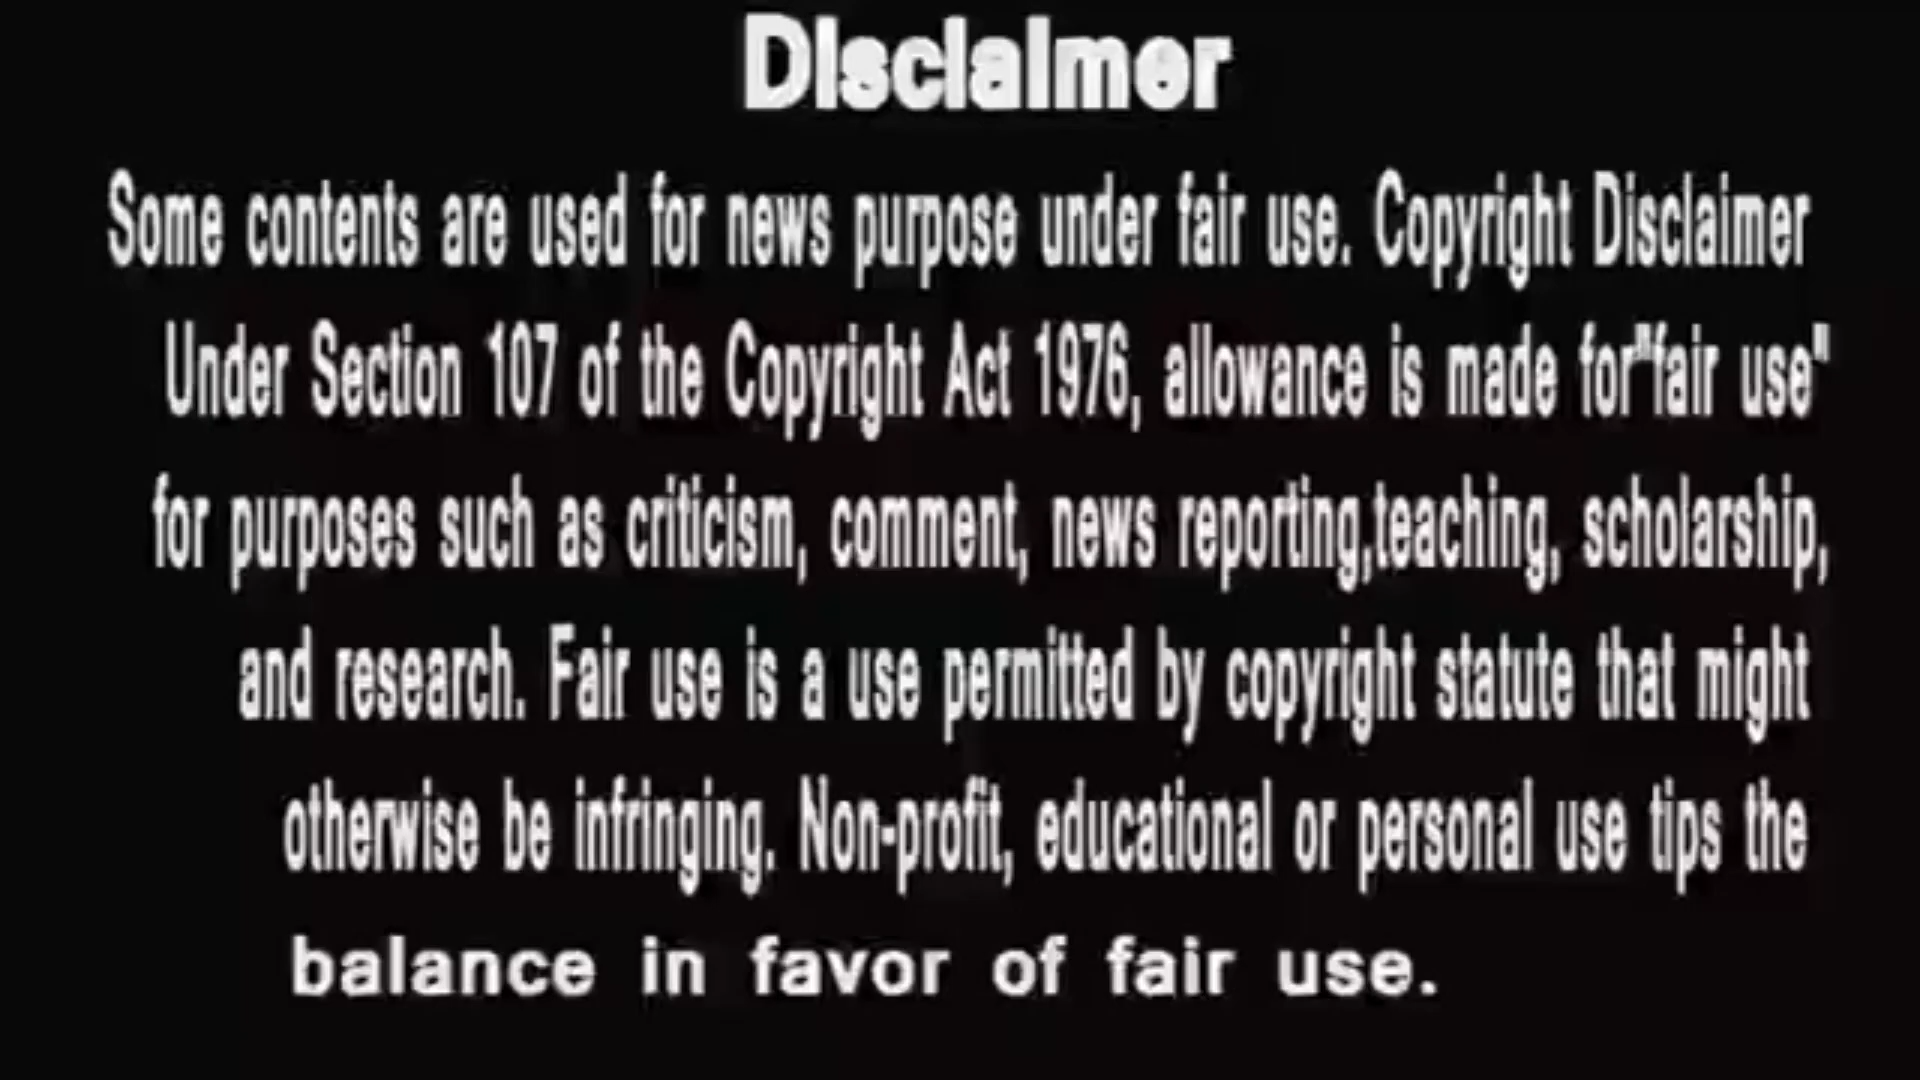 Disclaimer
Some contents are used for news purpose under fair use. Copyright Disclaimer
Under Section 107 of the Copyright Act 1976, allowance is made for"fair use"
for purposes such as criticism, comment, news reporting,teaching, scholarship,
and research. Fair use is a use permitted by copyright statute that might
otherwise be infringing. Non-profit, educational or personal use tips the
balance in favor of fair use.